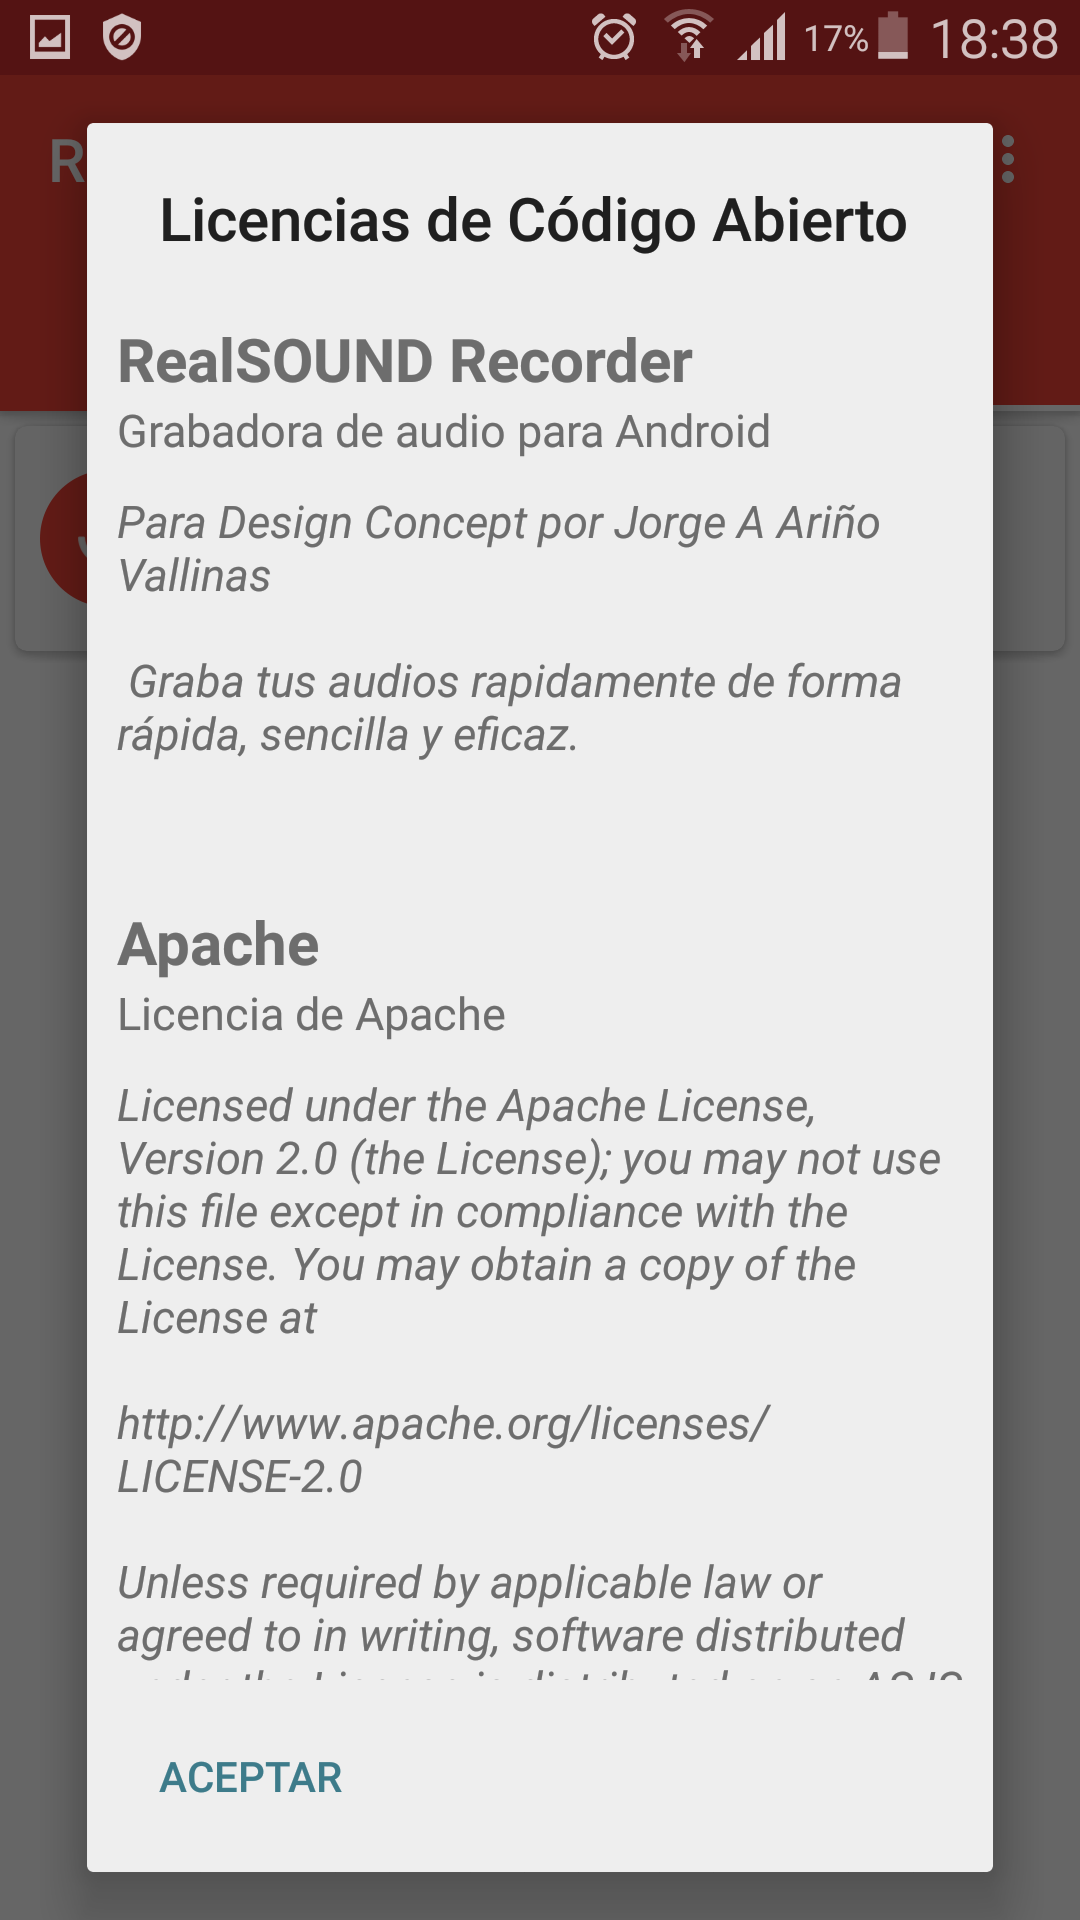 17% 18:38
R
Licencias de Código Abierto
RealSOUND Recorder
Grabadora de audio para Android
Para Design Concept por Jorge A Ariño
Vallinas
Graba tus audios rapidamente de forma
rápida, sencilla y eficaz.
Apache
Licencia de Apache
Licensed under the Apache License,
Version 2.0 (the License); you may not use
this file except in compliance with the
License. You may obtain a copy of the
License at
http://www.apache.org/licenses/
LICENSE-2.0
Unless required by applicable law or
agreed to in writing, software distributed
ACEPTAR